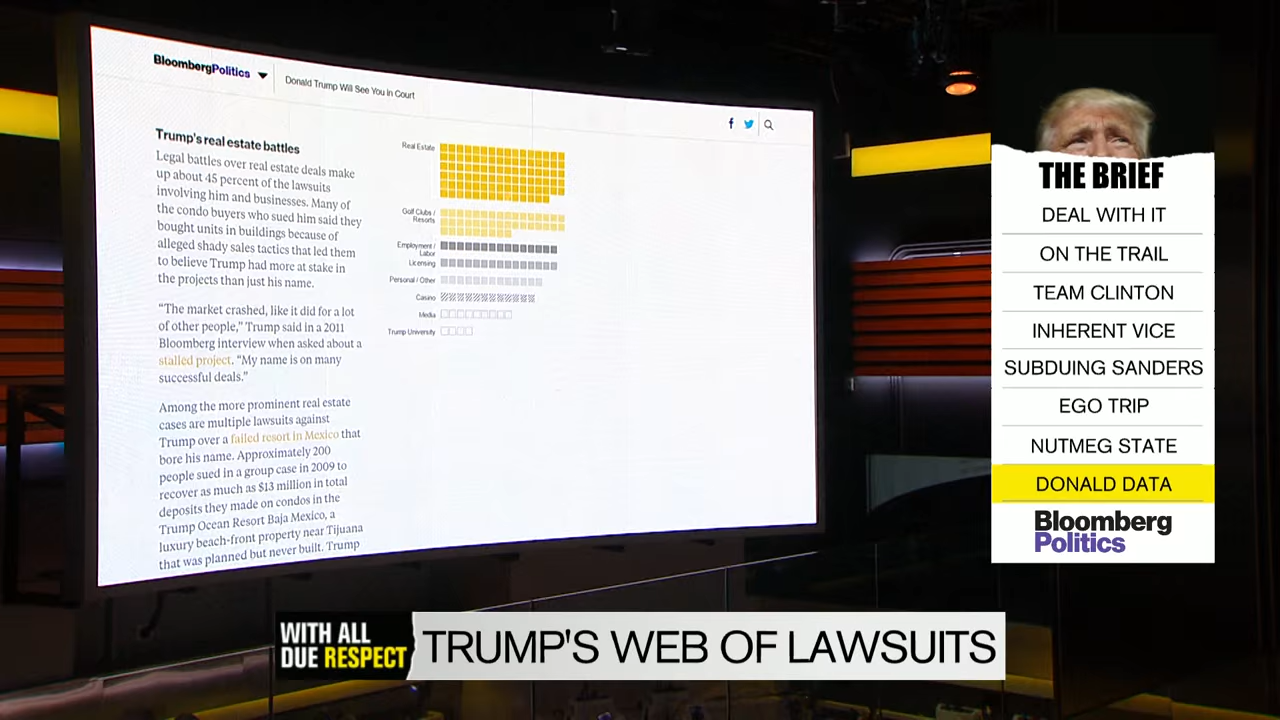 BloombergPolitics
Donald Trump Will See You in Court
Trump's real estate battles
Legal battles over real estate deals make
up about 45 percent of the lawsuits
involving him and businesses. Many of
the condo buyers who sued him said they
bought units in buildings because of
alleged shady sales tactics that led them
to believe Trump had more at stake in
the projects than just his name.
“The market crashed, like it did for a lot
of other people,” Trump said in a 2011
Bloomberg interview when asked about a
stalled project. “My name is on many
successful deals.”
Among the more prominent real estate
cases are multiple lawsuits against
Trump over a failed resort in Mexico that
bore his name. Approximately 200
people sued in a group case in 2009 to
recover as much as $13 million in total
deposits they made on condos in the
Trump Ocean Resort Baja Mexico, a
luxury beach-front property near Tijuana
that was planned but never built. Trump
Real Estate
Golf Clubs /
Resorts
Employment /
Labor
Licensing
Personal / Other
Casino
Media
Trump University
THE BRIEF
DEAL WITH IT
ON THE TRAIL
TEAM CLINTON
INHERENT VICE
SUBDUING SANDERS
EGO TRIP
NUTMEG STATE
DONALD DATA
Bloomberg
Politics
WITH ALL
DUE RESPECT
TRUMP'S WEB OF LAWSUITS